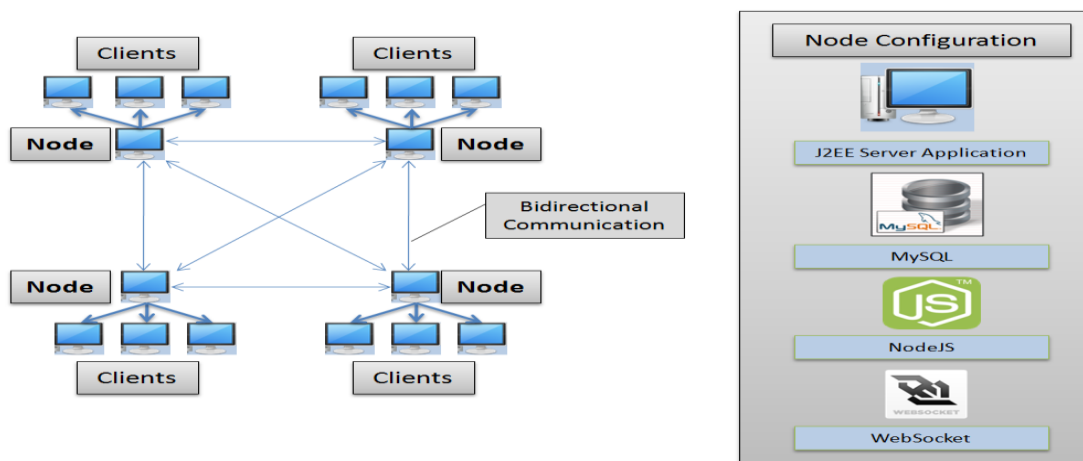 Clients
Clients
Node
Node
Bidirectional
Communication
Node
Node
Clients
Clients
Node Configuration
J2EE Server Application
MySQL
MySQL
JS
TM
NodeJS
WEBSOCKET
WebSocket